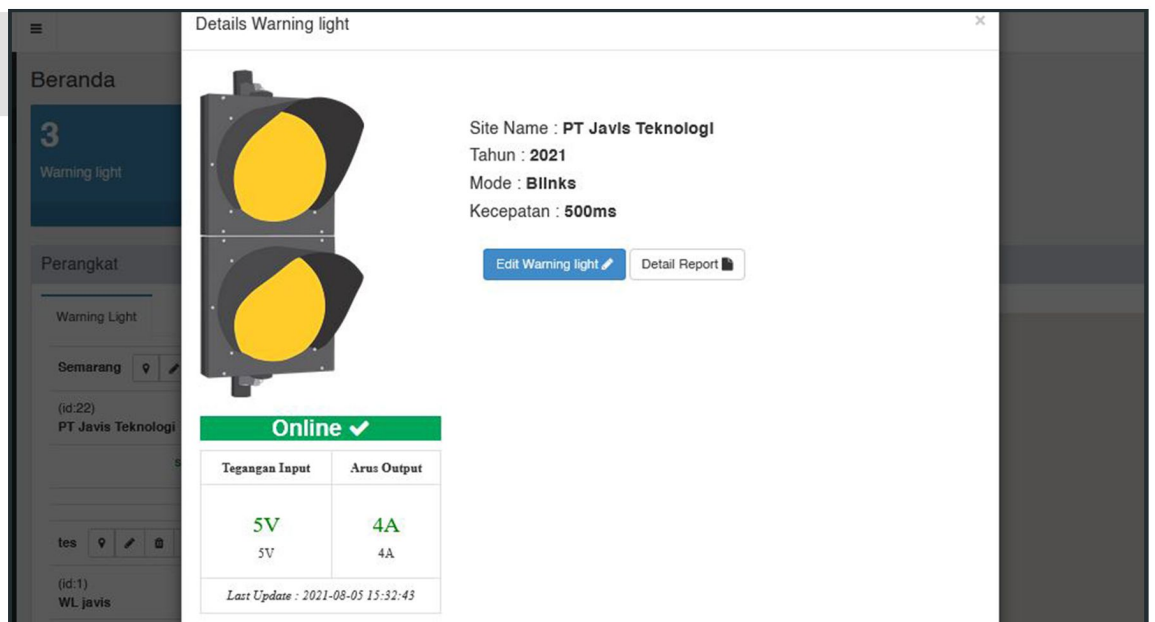 Details Warning light ×
Beranda
3
Warning light
Perangkat
Warning Light
Semarang
(id:22)
PT Javis Teknologi
tes
(id:1)
WL javis
Site Name : PT Javis Teknologi
Tahun : 2021
Mode : Blinks
Kecepatan : 500ms
Edit Warning light
Detail Report
Online
Tegangan Input Arus Output
5V 4A
5V 4A
Last Update : 2021-08-05 15:32:43